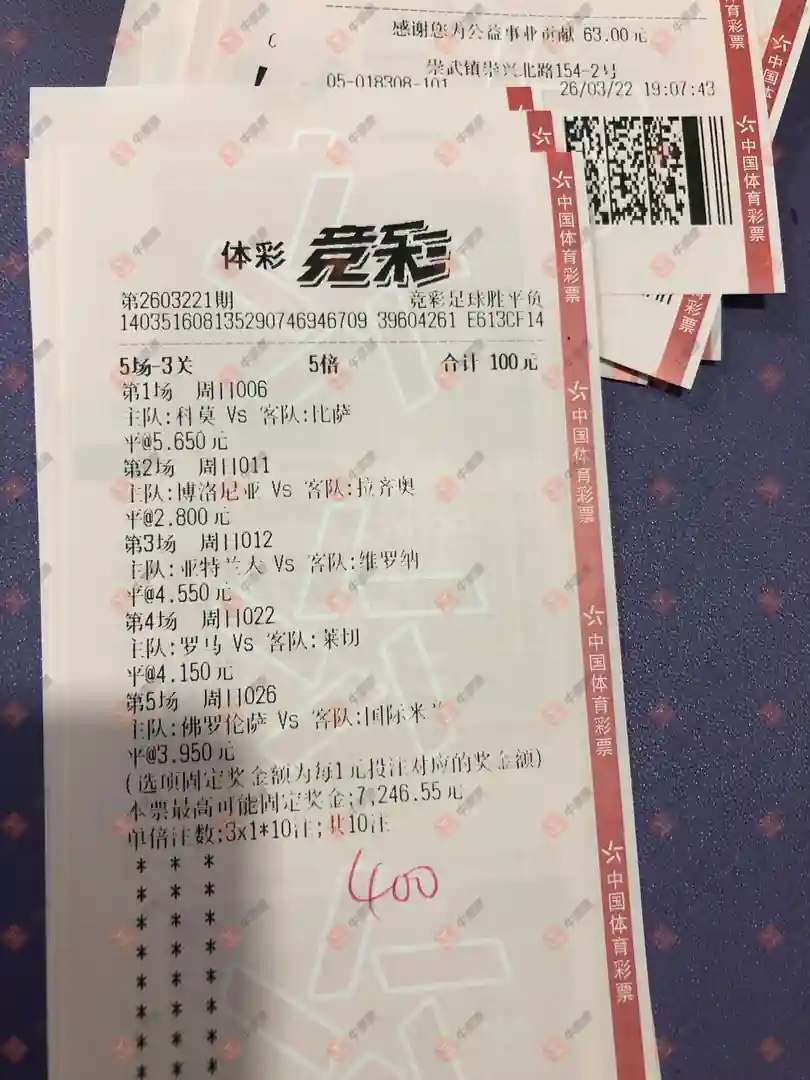 感谢您为公益事业贡献 63.00元
崇武镇崇兴北路154-2号
05-018308-101 26/03/22 19:07:43
中国体育彩票
体彩 竞彩
第2603221期 竞彩足球胜平负
140351608135290746946709 39604261 E613CF14
5场-3关 5倍 合计 100元
第1场 周日006
主队:科莫 Vs 客队:比萨
平@5.650元
第2场 周日011
主队:博洛尼亚 Vs 客队:拉齐奥
平@2.800元
第3场 周日012
主队:亚特兰大 Vs 客队:维罗纳
平@4.550元
第4场 周日022
主队:罗马 Vs 客队:莱切
平@4.150元
第5场 周日026
主队:佛罗伦萨 Vs 客队:国际米兰
平@3.950元
(选项固定奖金额为每1元投注对应的奖金额)
本票最高可能固定奖金:7,246.55元
单倍注数:3x1*10注;共10注
400
* * *
* * *
* * *
* * *
* * *
* * *
* * *
* * *
中国体育彩票
中国体育彩票
中国体育彩票
中国体育彩票